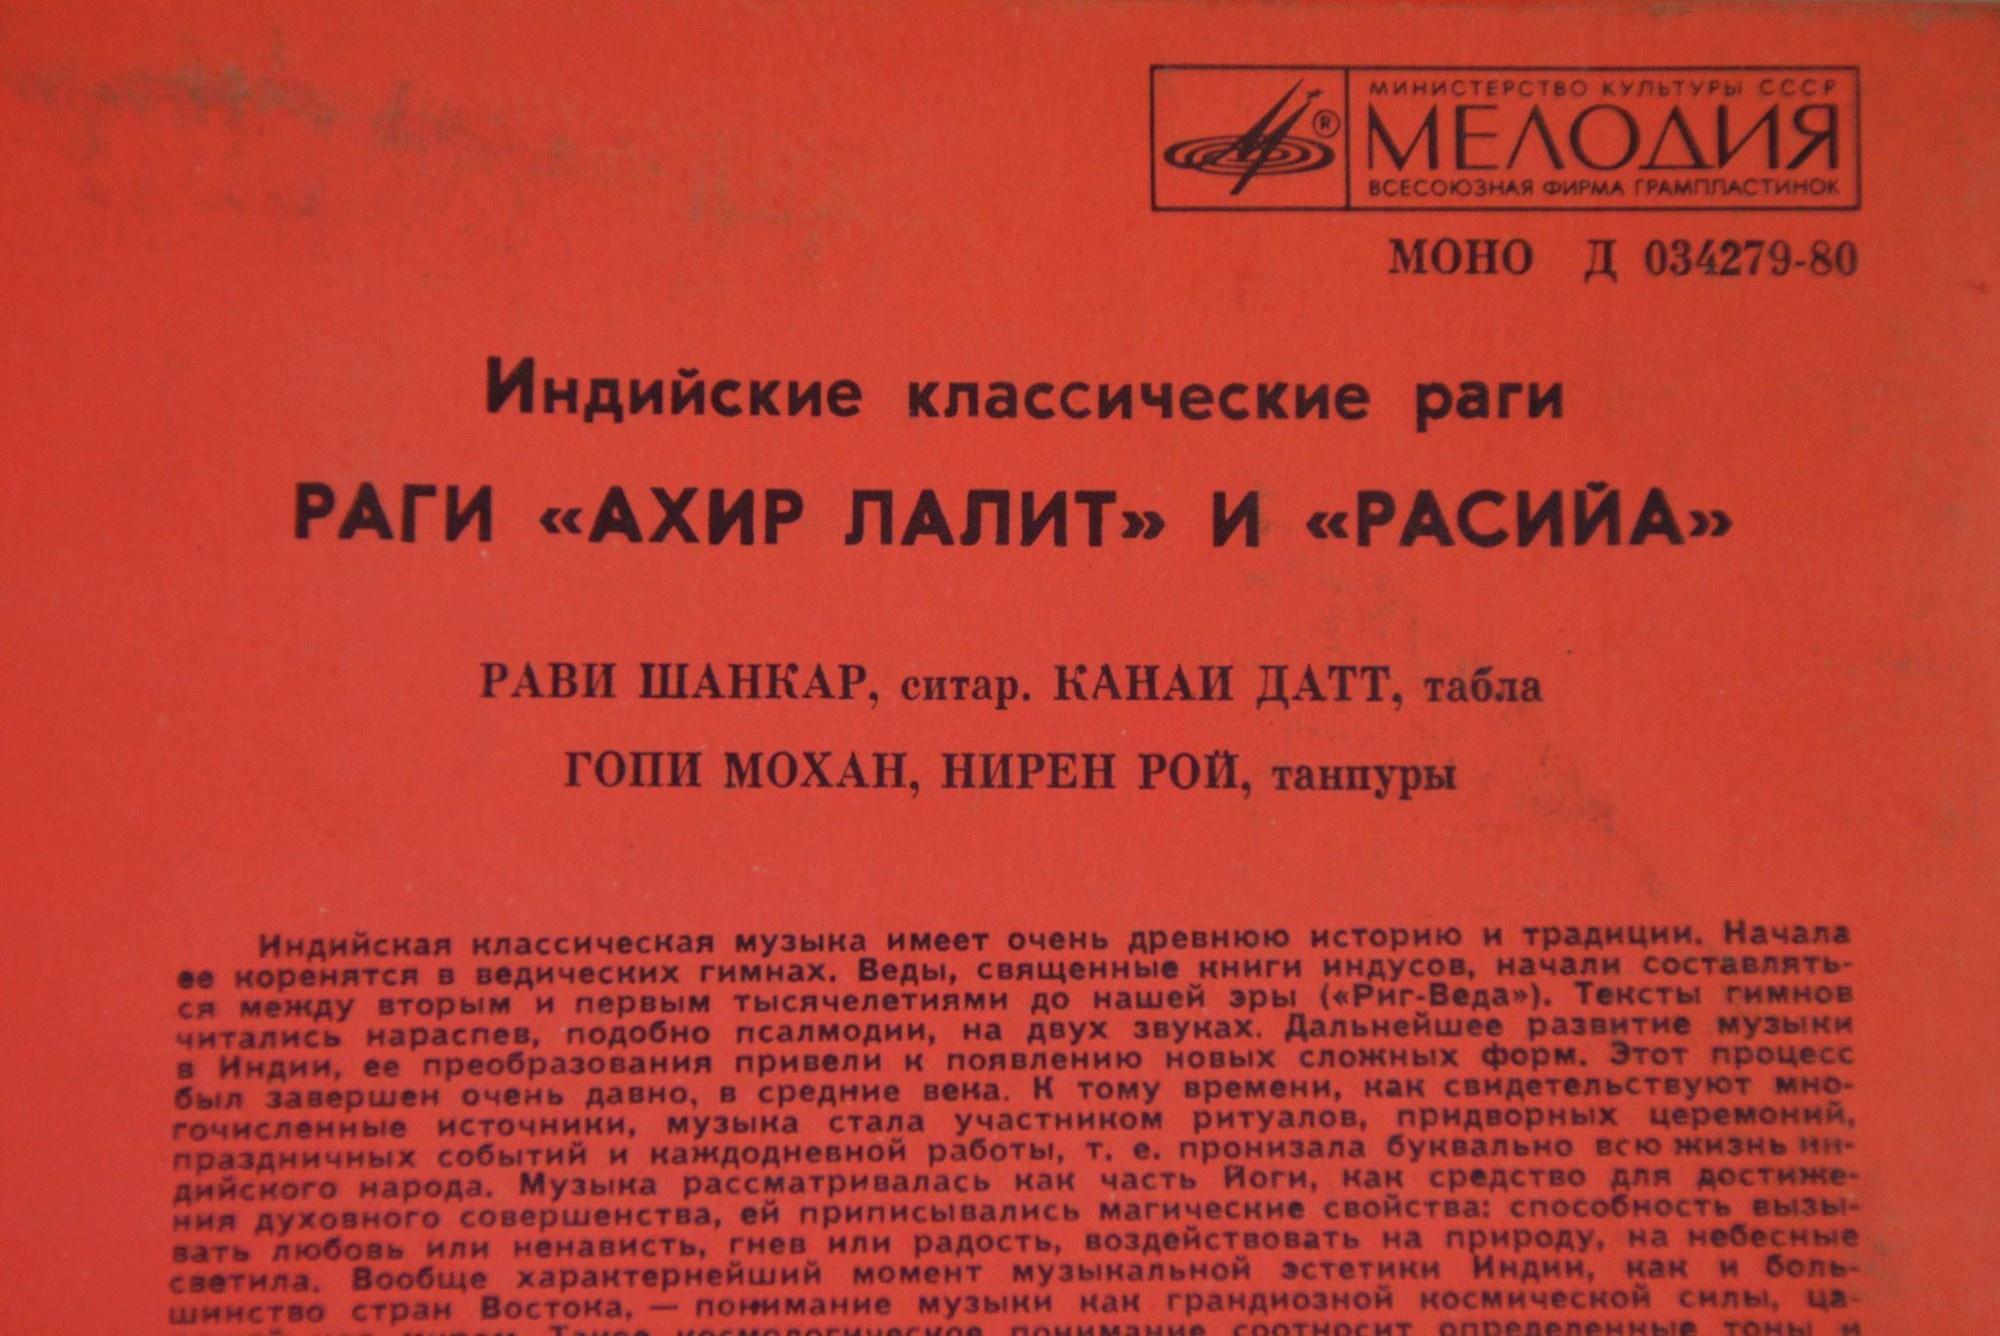 МИНИСТЕРСТВО КУЛЬТУРЫ СССР
МЕЛОДИЯ
ВСЕСОЮЗНАЯ ФИРМА ГРАМПЛАСТИНОК
МОНО Д 034279-80
Индийские классические раги
РАГИ «АХИР ЛАЛИТ» И «РАСИЙА»
РАВИ ШАНКАР, ситар. КАНАИ ДАТТ, табла
ГОПИ МОХАН, НИРЕН РОЙ, танпуры
Индийская классическая музыка имеет очень древнюю историю и традиции. Начала
ее коренятся в ведических гимнах. Веды, священные книги индусов, начали составлять-
ся между вторым и первым тысячелетиями до нашей эры («Риг-Веда»). Тексты гимнов
читались нараспев, подобно псалмодии, на двух звуках. Дальнейшее развитие музыки
в Индии, ее преобразования привели к появлению новых сложных форм. Этот процесс
был завершен очень давно, в средние века. К тому времени, как свидетельствуют мно-
гочисленные источники, музыка стала участником ритуалов, придворных церемоний,
праздничных событий и каждодневной работы, т. е. пронизала буквально всю жизнь ин-
дийского народа. Музыка рассматривалась как часть Йоги, как средство для достиже-
ния духовного совершенства, ей приписывались магические свойства: способность вызы-
вать любовь или ненависть, гнев или радость, воздействовать на природу, на небесные
светила. Вообще характернейший момент музыкальной эстетики Индии, как и боль-
шинство стран Востока, — понимание музыки как грандиозной космической силы, ца-
миром. Такое космологическое понимание соотносит определенные тоны и